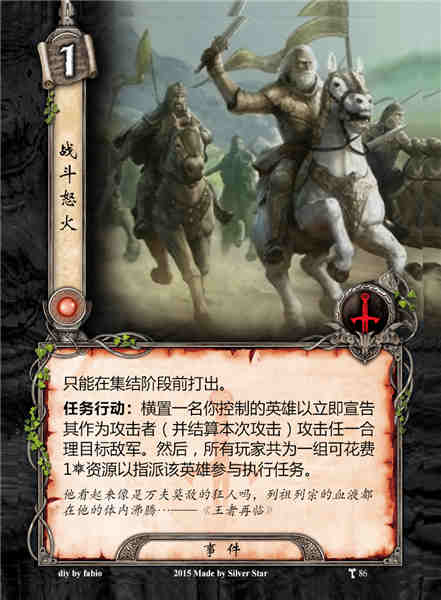 1
战斗怒火
只能在集结阶段前打出。
任务行动：横置一名你控制的英雄以立即宣告
其作为攻击者（并结算本次攻击）攻击任一合
理目标敌军。然后，所有玩家共为一组可花费
1资源以指派该英雄参与执行任务。
他看起来像是万夫莫敌的狂人吗，列祖列宗的血液都
在他的体内沸腾……——《王者再临》
事件
diy by fabio
2015 Made by Silver Star
86